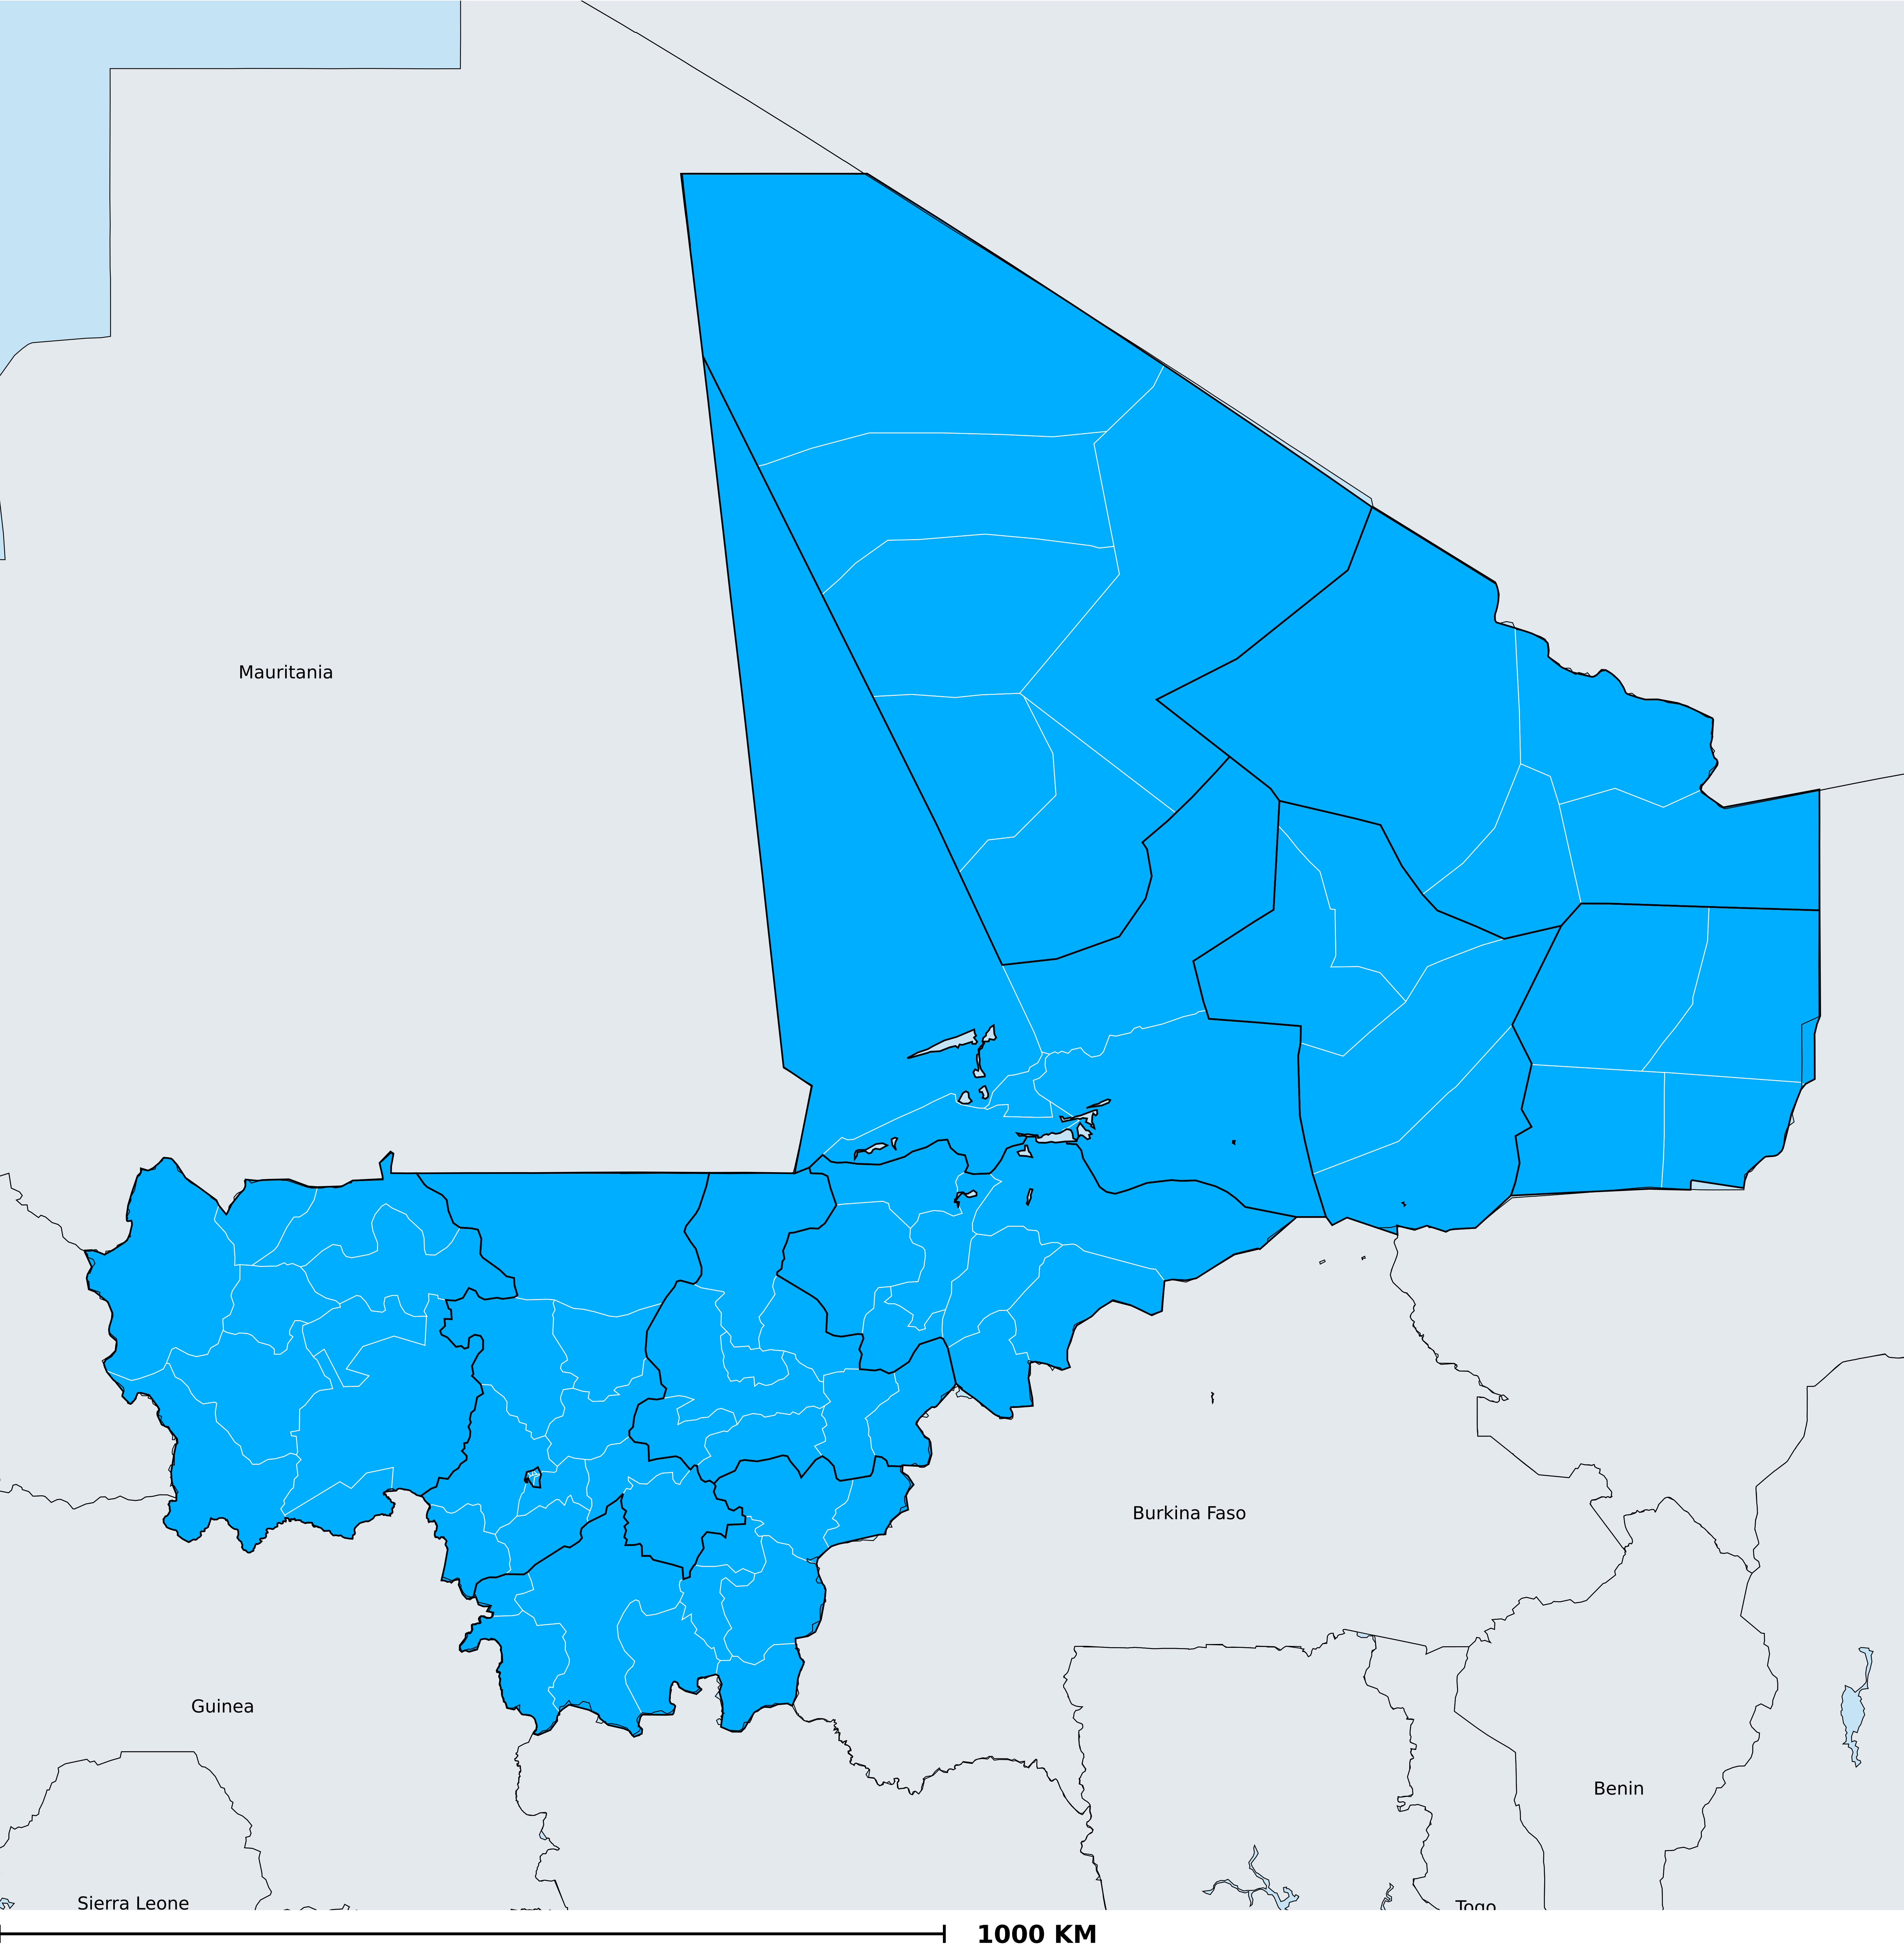 Mauritania
Burkina Faso
Guinea
Benin
Sierra Leone
Togo
1000 KM